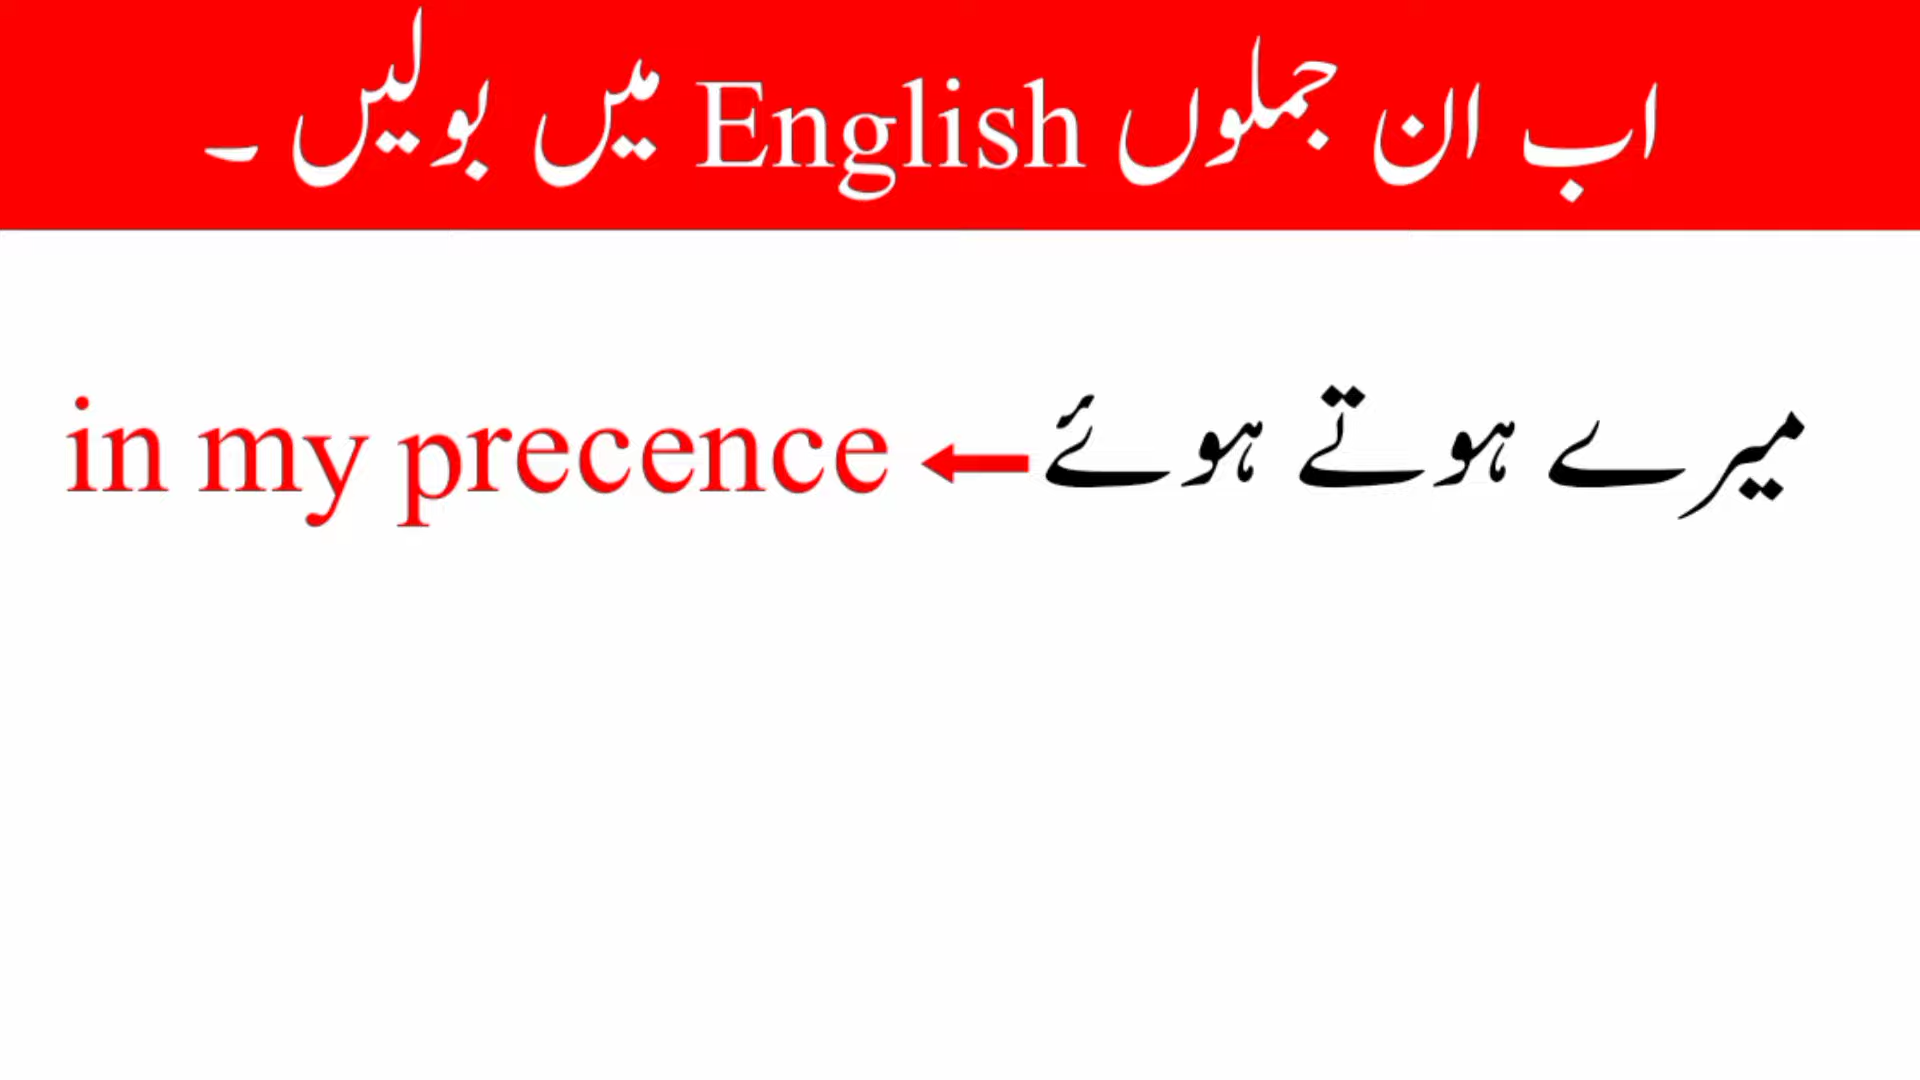 اب ان جملوں English میں بولیں ۔
میرے ہوتے ہوئے ← in my precence